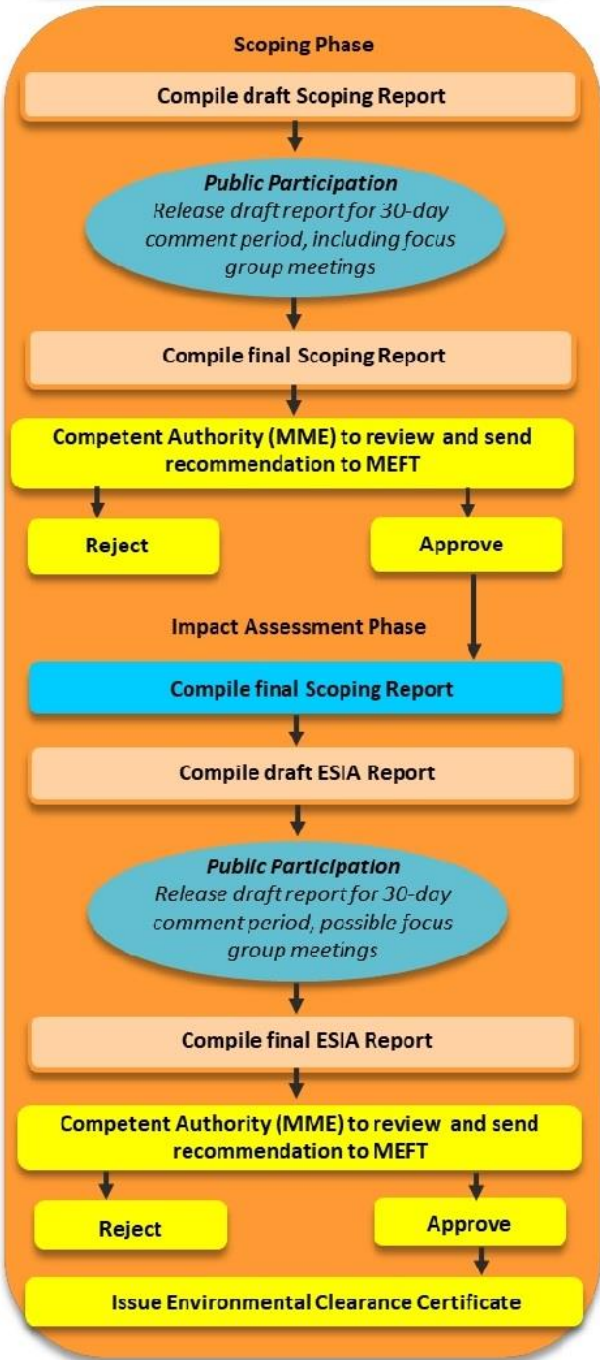 Scoping Phase
Compile draft Scoping Report
Public Participation
Release draft report for 30-day
comment period, including focus
group meetings
Compile final Scoping Report
Competent Authority (MME) to review and send
recommendation to MEFT
Reject
Approve
Impact Assessment Phase
Compile final Scoping Report
Compile draft ESIA Report
Public Participation
Release draft report for 30-day
comment period, possible focus
group meetings
Compile final ESIA Report
Competent Authority (MME) to review and send
recommendation to MEFT
Reject
Approve
Issue Environmental Clearance Certificate